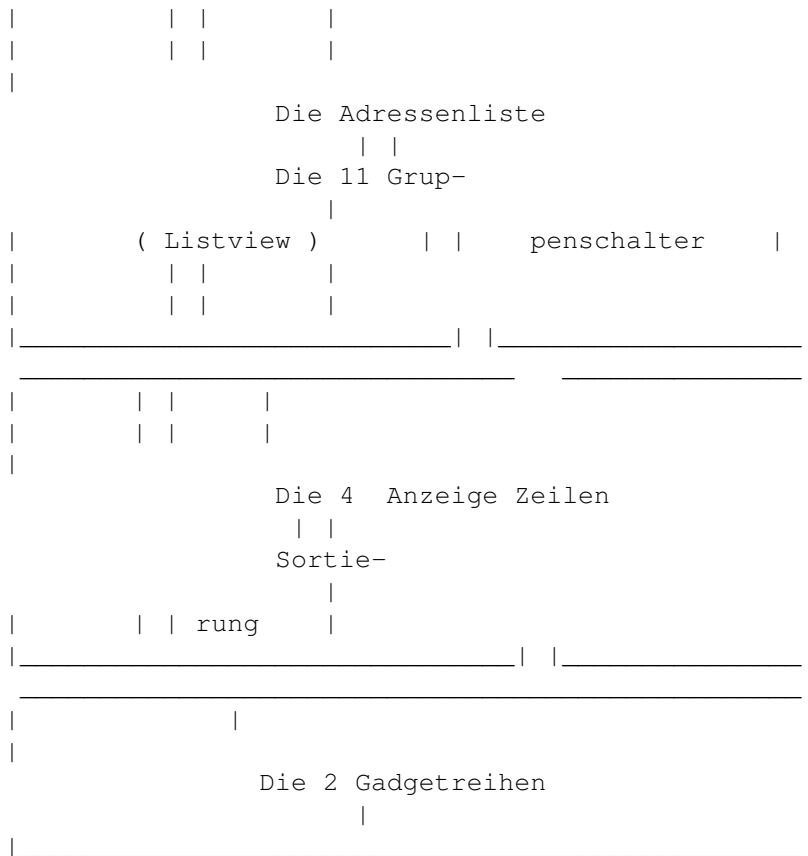 Die Adressenliste
Die 11 Grup-
( Listview ) penschalter
Die 4 Anzeige Zeilen
Sortie-
rung
Die 2 Gadgetreihen